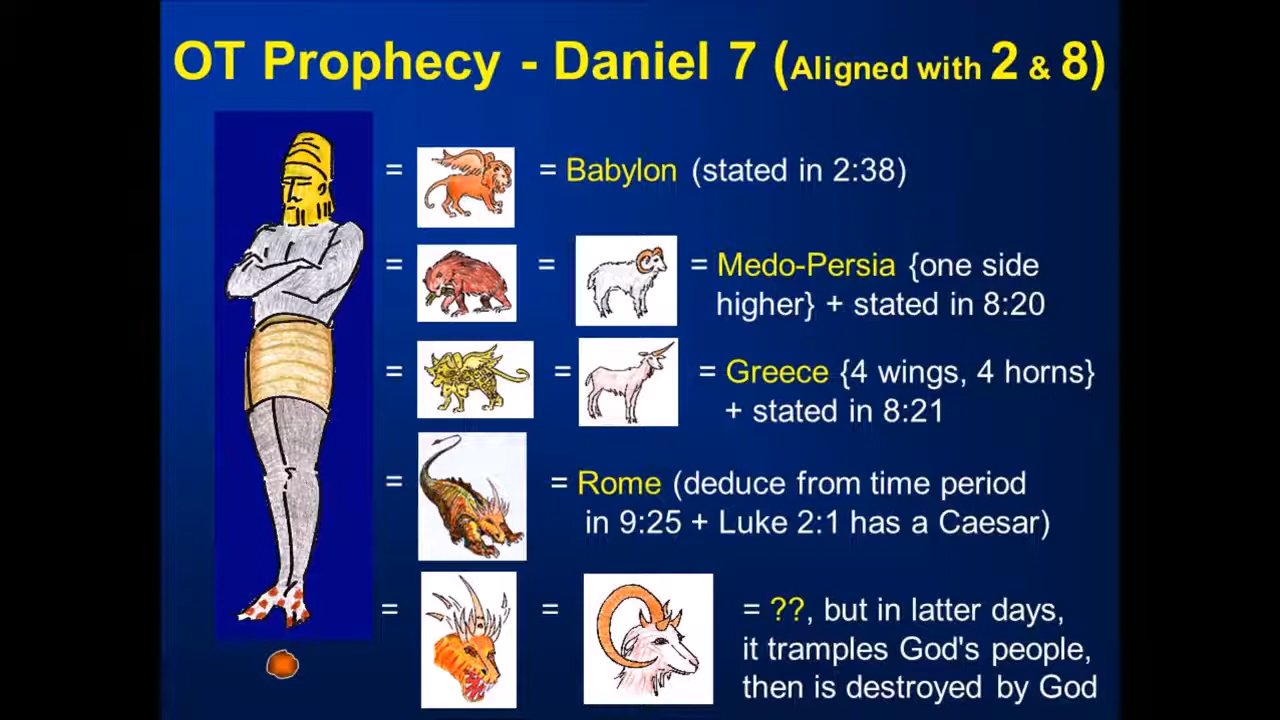 OT Prophecy - Daniel 7 (Aligned with 2 & 8)
= = Babylon (stated in 2:38)
= = = Medo-Persia {one side
higher} + stated in 8:20
= = = Greece {4 wings, 4 horns}
+ stated in 8:21
= = Rome (deduce from time period
in 9:25 + Luke 2:1 has a Caesar)
= = = ??, but in latter days,
it tramples God's people,
then is destroyed by God